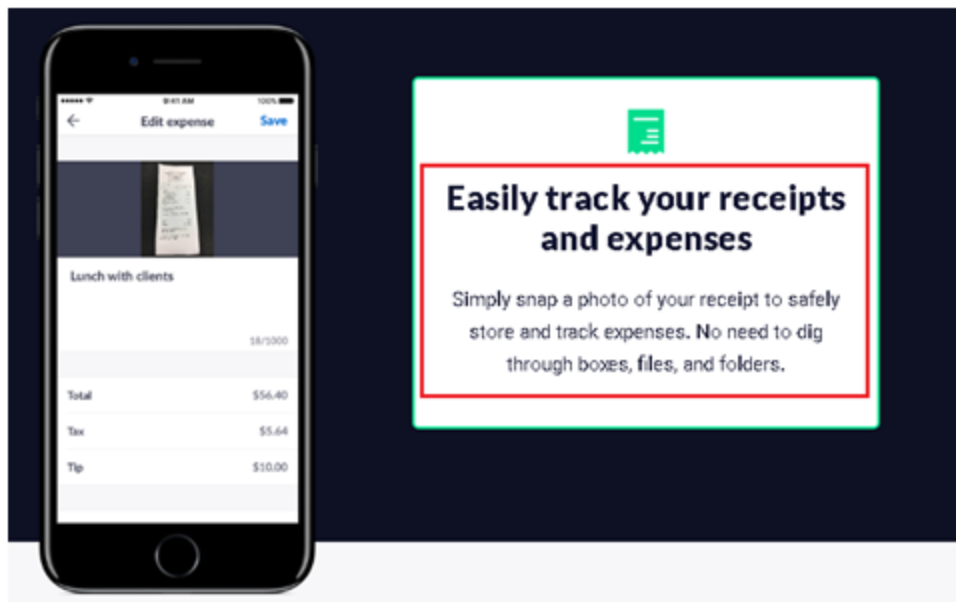 9:41 AM
100%
Edit expense
Save
Lunch with clients
18/1000
Total $56.40
Tax $5.64
Tip $10.00
Easily track your receipts
and expenses
Simply snap a photo of your receipt to safely
store and track expenses. No need to dig
through boxes, files, and folders.